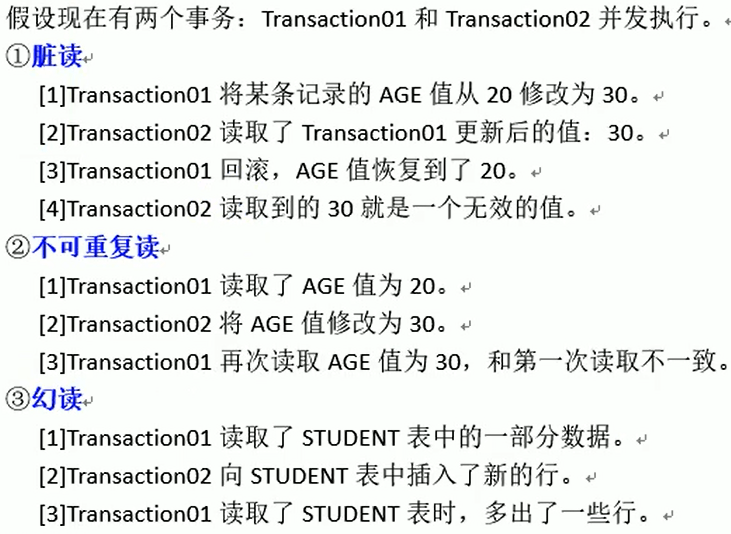 假设现在有两个事务：Transaction01 和 Transaction02 并发执行。
①脏读
[1]Transaction01 将某条记录的 AGE 值从 20 修改为 30。
[2]Transaction02 读取了 Transaction01 更新后的值：30。
[3]Transaction01 回滚，AGE 值恢复到了 20。
[4]Transaction02 读取到的 30 就是一个无效的值。
②不可重复读
[1]Transaction01 读取了 AGE 值为 20。
[2]Transaction02 将 AGE 值修改为 30。
[3]Transaction01 再次读取 AGE 值为 30，和第一次读取不一致。
③幻读
[1]Transaction01 读取了 STUDENT 表中的一部分数据。
[2]Transaction02 向 STUDENT 表中插入了新的行。
[3]Transaction01 读取了 STUDENT 表时，多出了一些行。